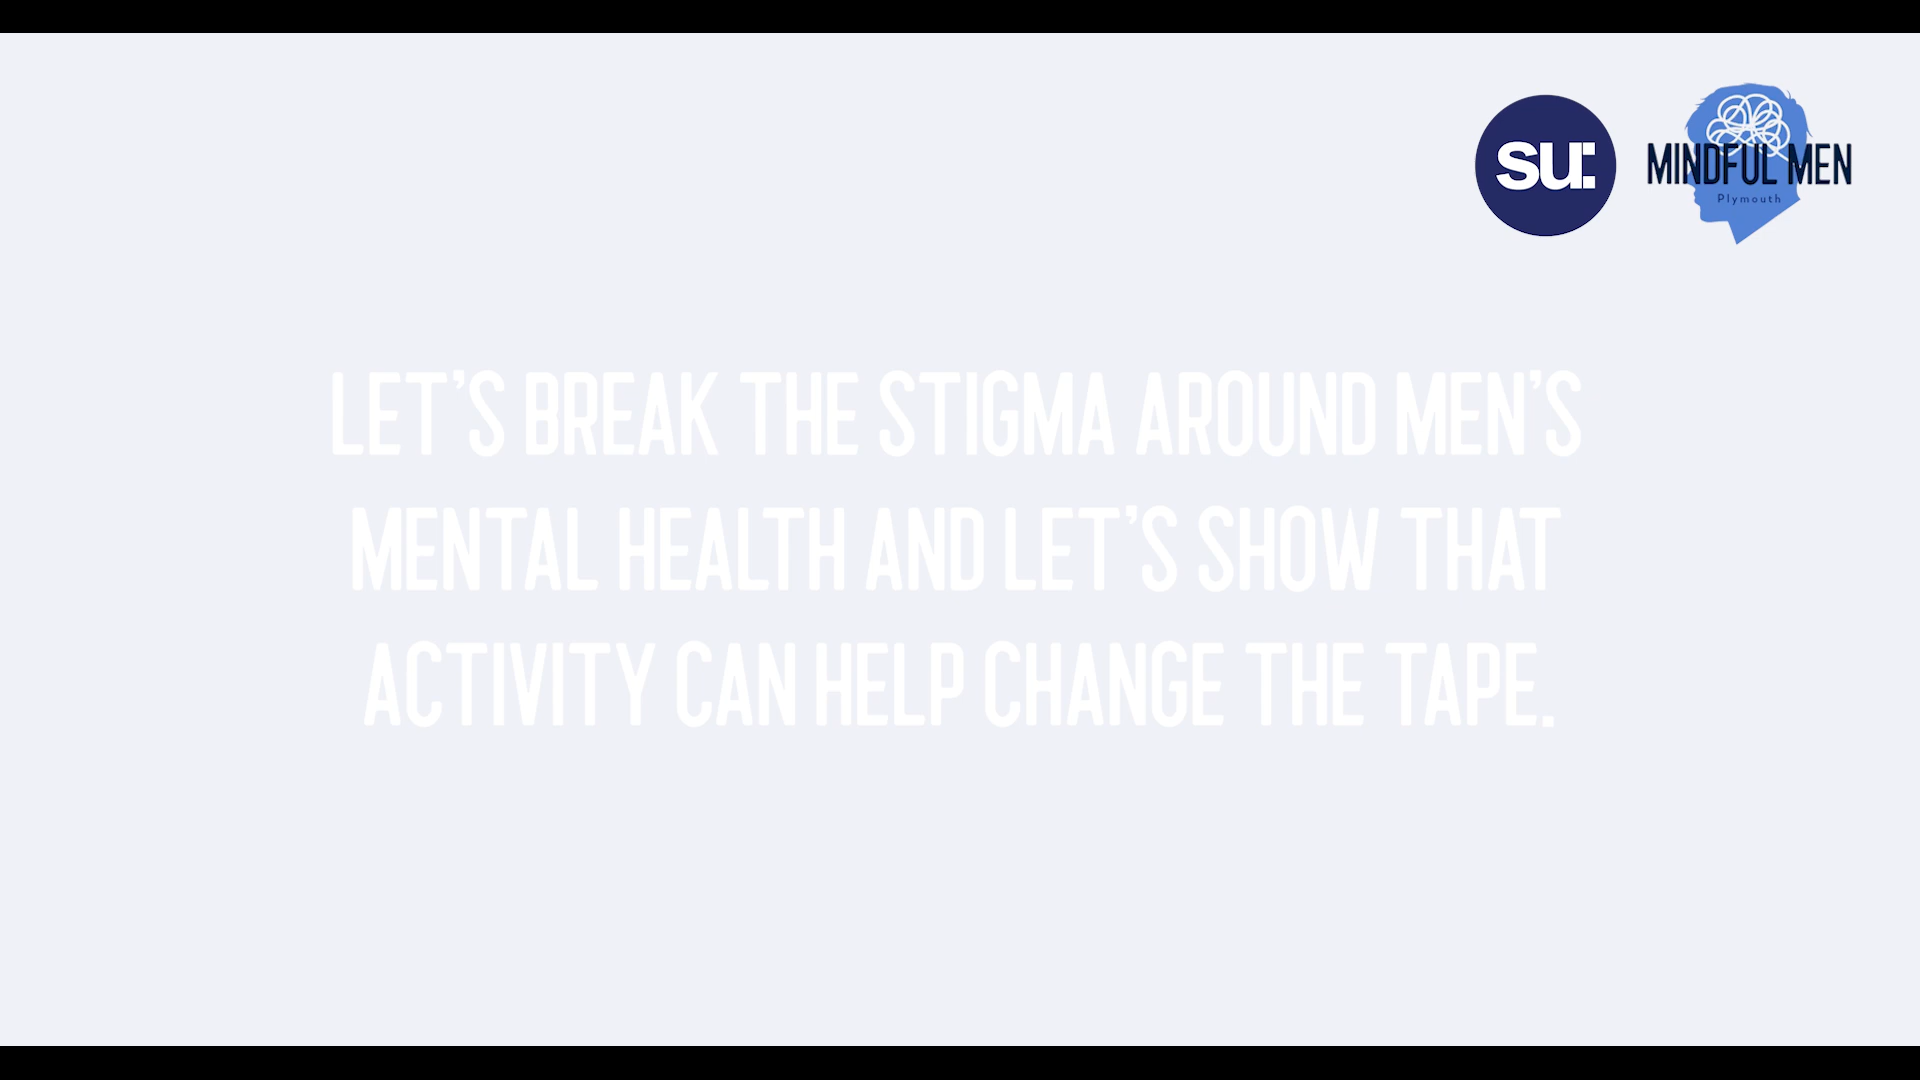 su:
MINDFUL MEN
Plymouth
LET'S BREAK THE STIGMA AROUND MEN'S
MENTAL HEALTH AND LET'S SHOW THAT
ACTIVITY CAN HELP CHANGE THE TAPE.